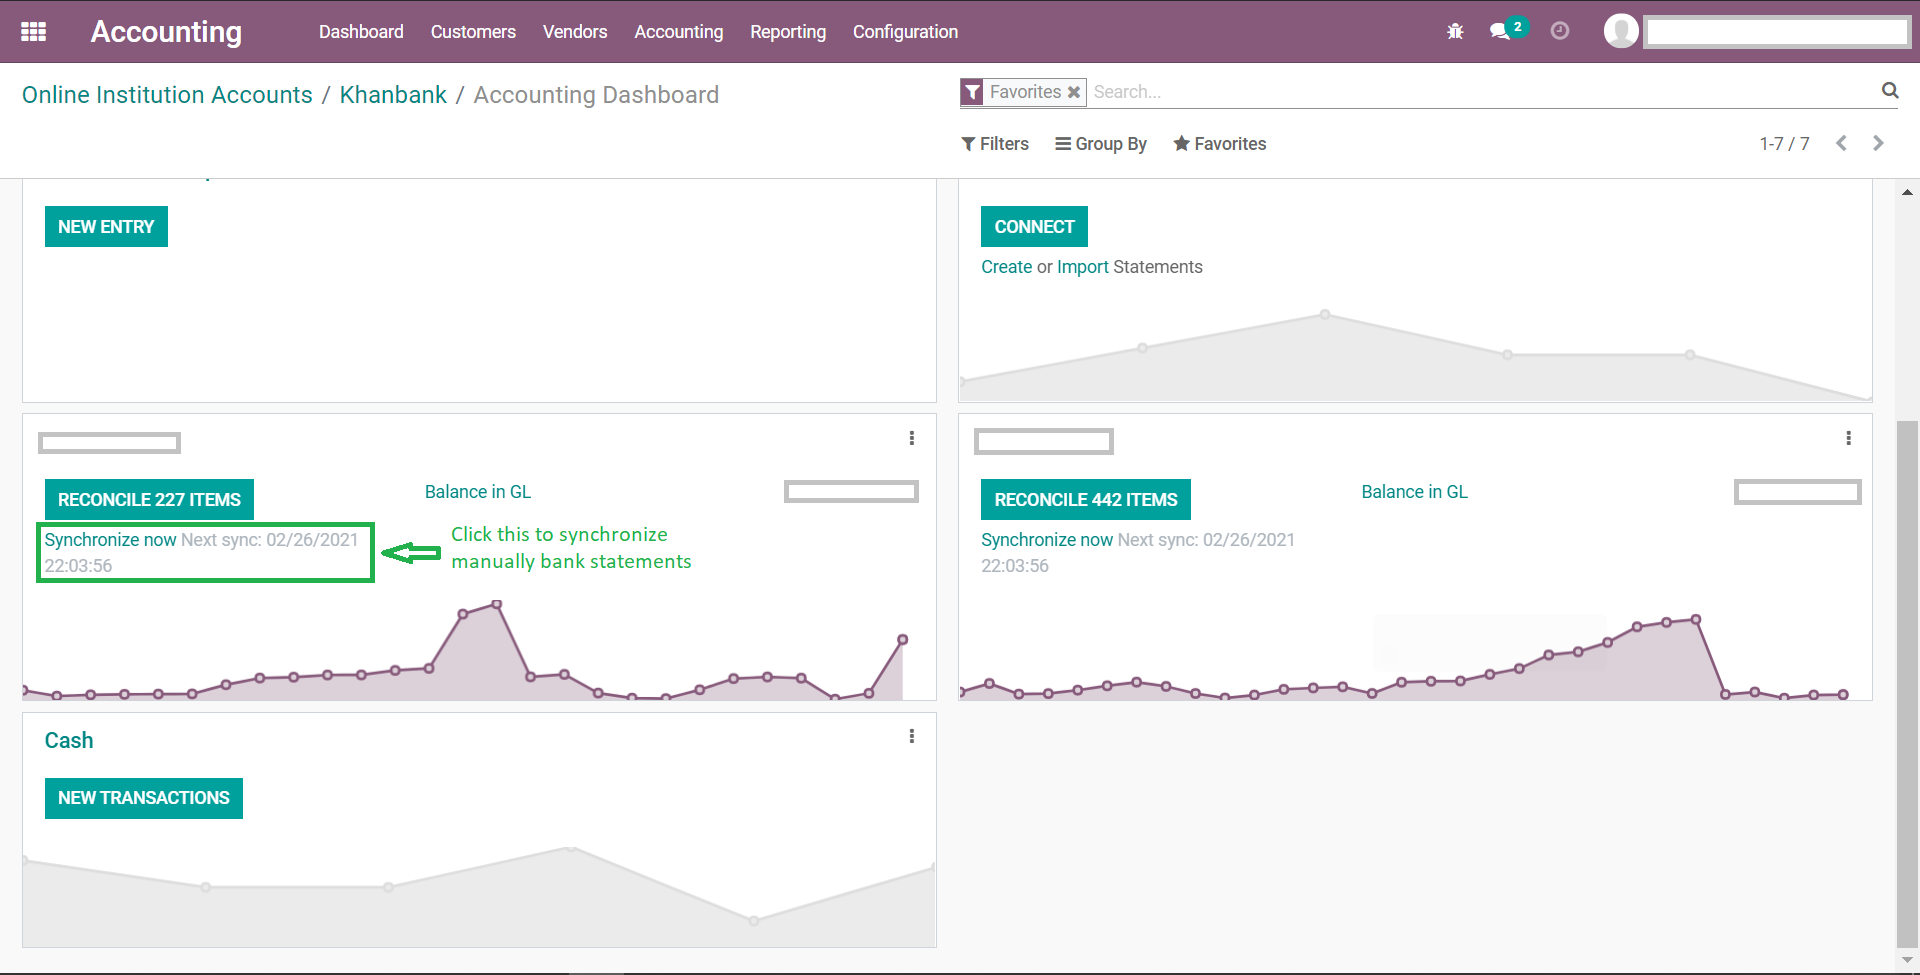 Accounting
Dashboard Customers Vendors Accounting Reporting Configuration
2
Online Institution Accounts / Khanbank / Accounting Dashboard
Favorites Search...
Filters Group By Favorites
1-7 / 7
NEW ENTRY
CONNECT
Create or Import Statements
RECONCILE 227 ITEMS
Balance in GL
Synchronize now Next sync: 02/26/2021
22:03:56
Click this to synchronize
manually bank statements
RECONCILE 442 ITEMS
Balance in GL
Synchronize now Next sync: 02/26/2021
22:03:56
Cash
NEW TRANSACTIONS